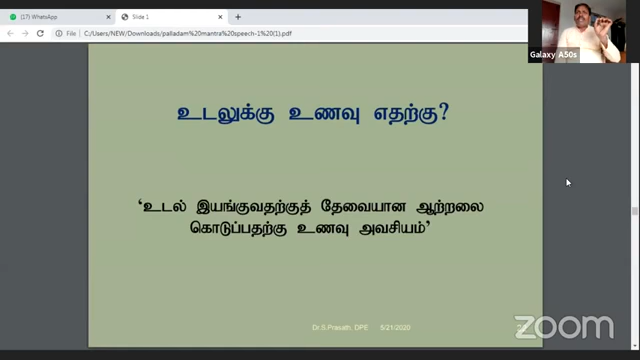 (17) WhatsApp
Slide 1
File | C:/Users/NEW/Downloads/palladam%20mantra%20speech-1%20(1).pdf
Galaxy A50s
உடலுக்கு உணவு எதற்கு?
‘உடல் இயங்குவதற்குத் தேவையான ஆற்றலை
கொடுப்பதற்கு உணவு அவசியம்’
Dr.S.Prasath, DPE 5/21/2020
zoom